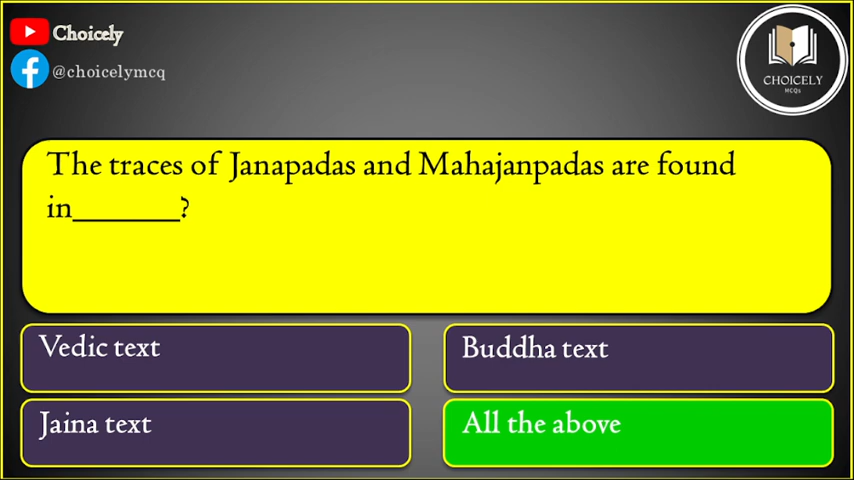 Choicely
@choicelymcq
CHOICELY
MCQs
The traces of Janapadas and Mahajanpadas are found
in_______?
Vedic text
Buddha text
Jaina text
All the above